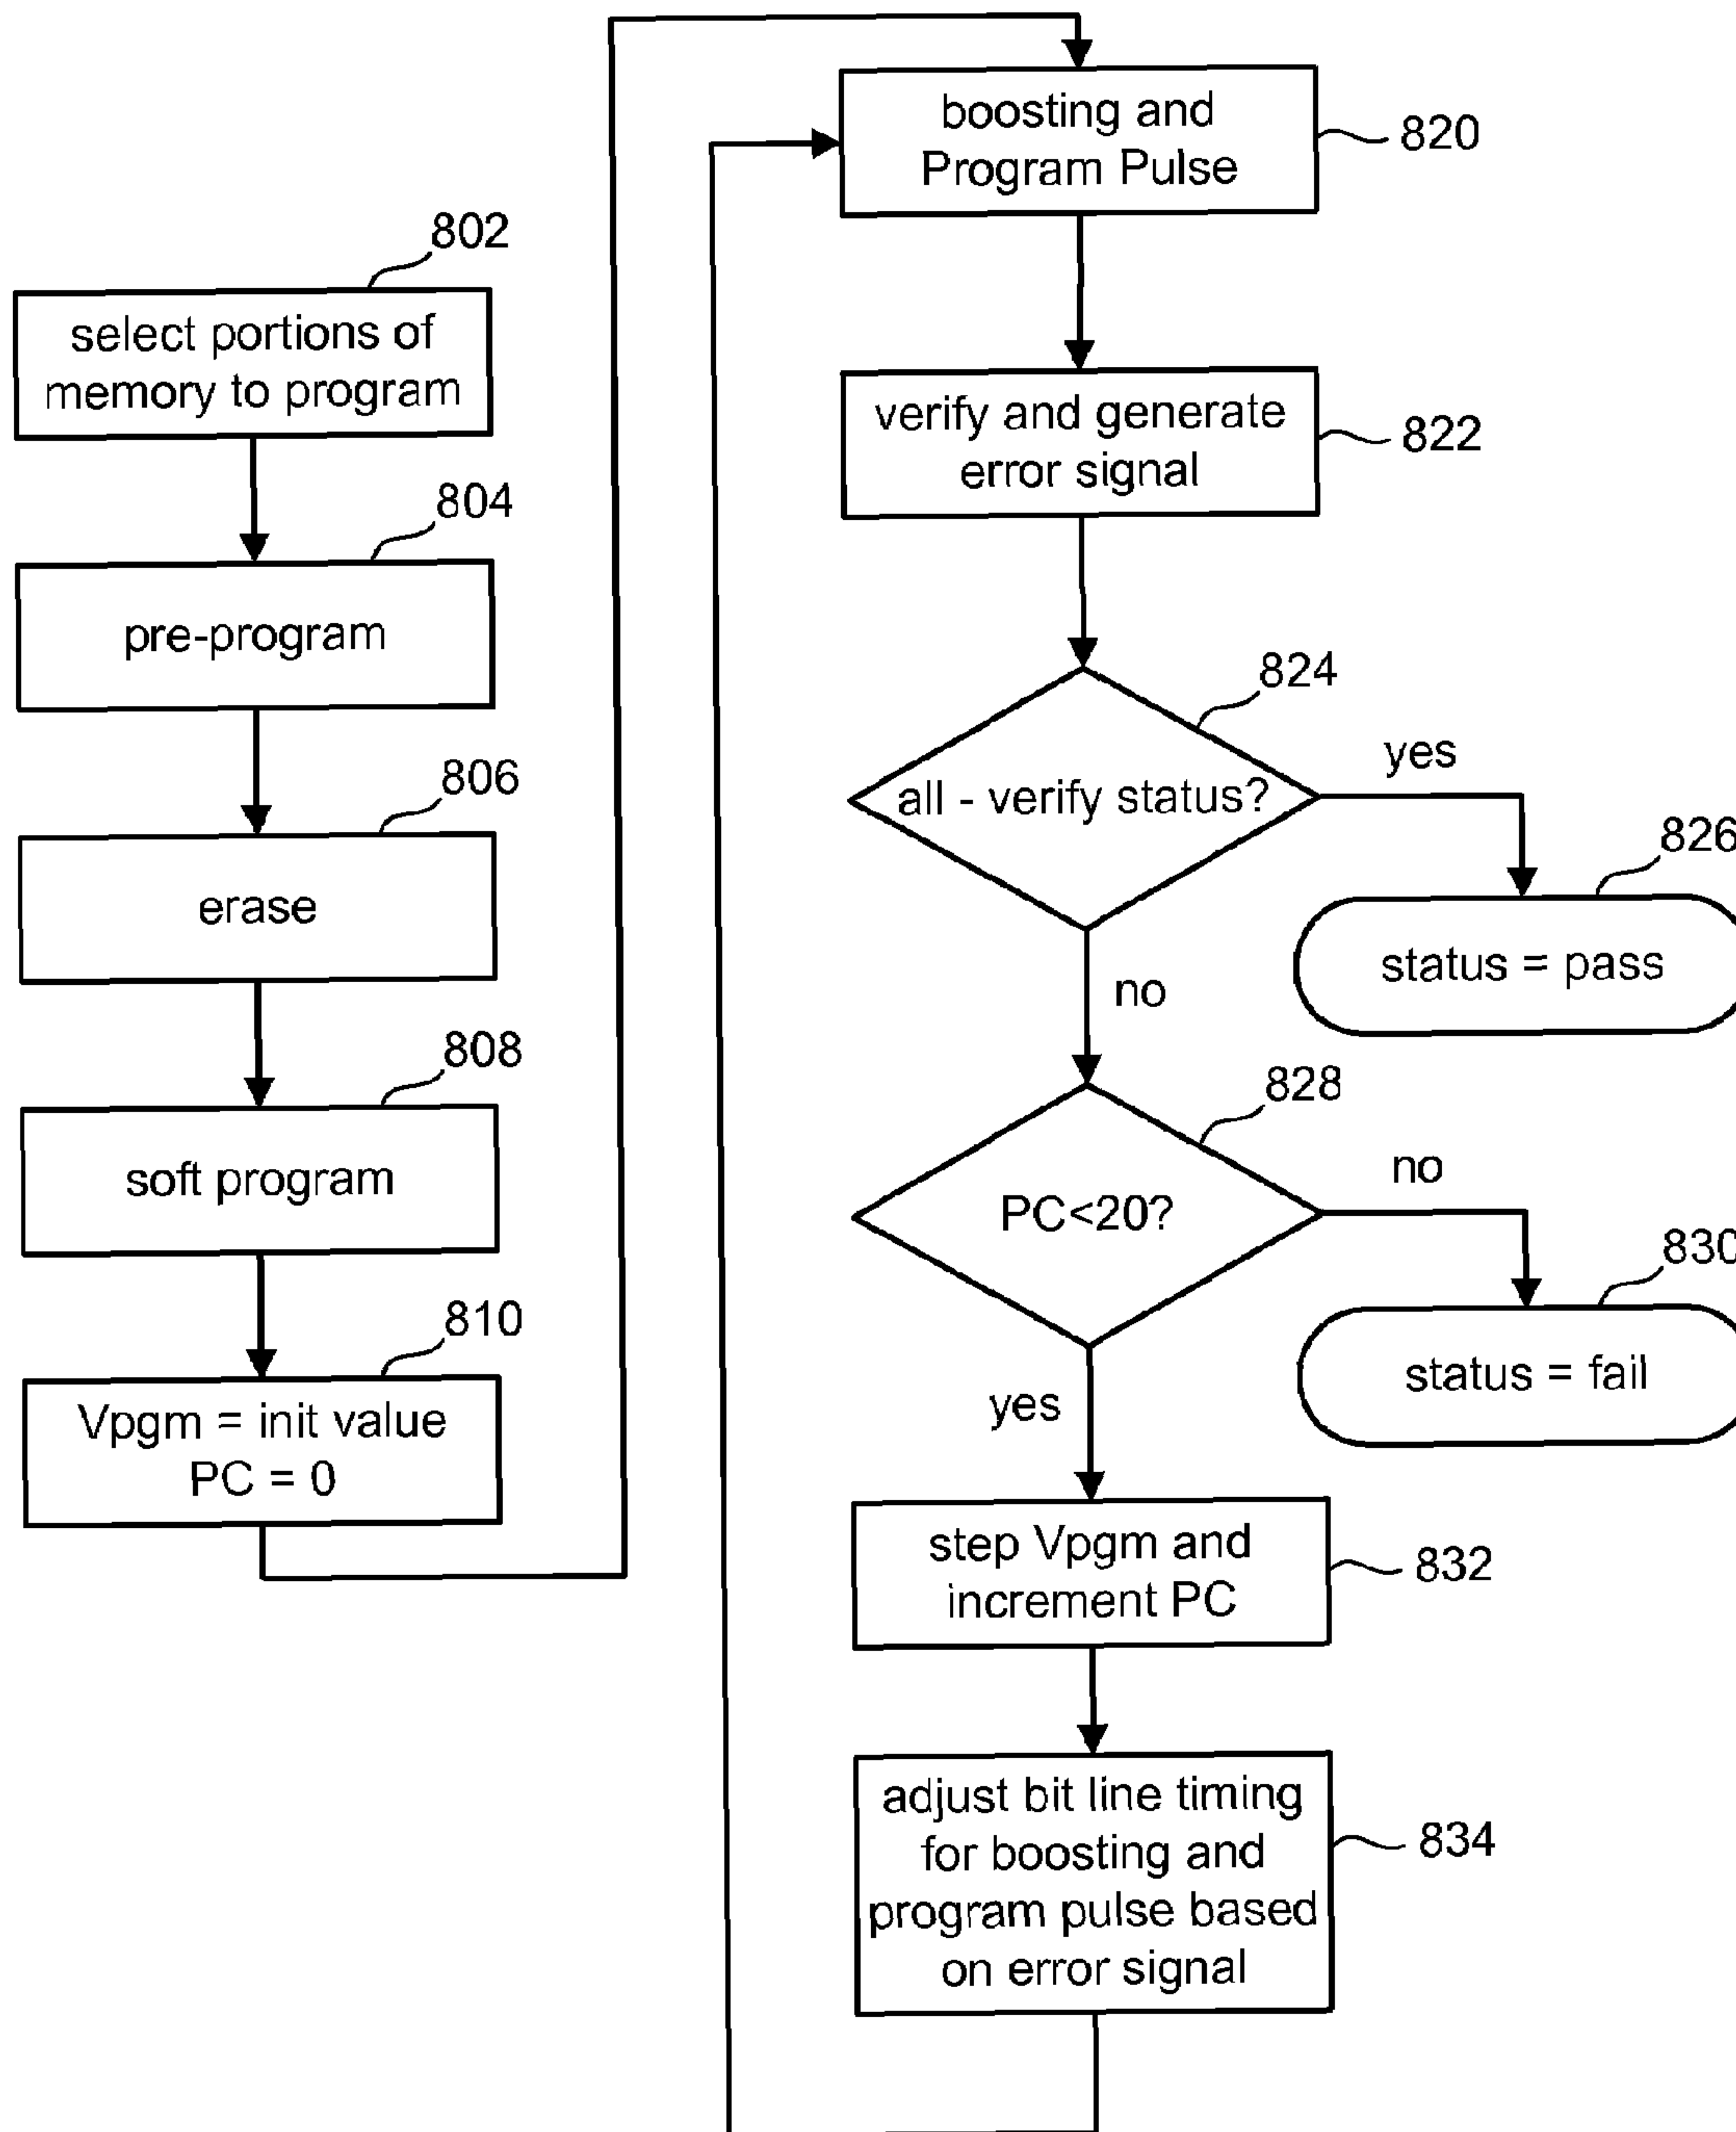 802
select portions of
memory to program
804
pre-program
806
erase
808
soft program
810
Vpgm = init value
PC = 0
boosting and
Program Pulse
820
verify and generate
error signal
822
824
all - verify status?
yes
826
status = pass
no
828
PC<20?
no
830
status = fail
yes
step Vpgm and
increment PC
832
adjust bit line timing
for boosting and
program pulse based
on error signal
834